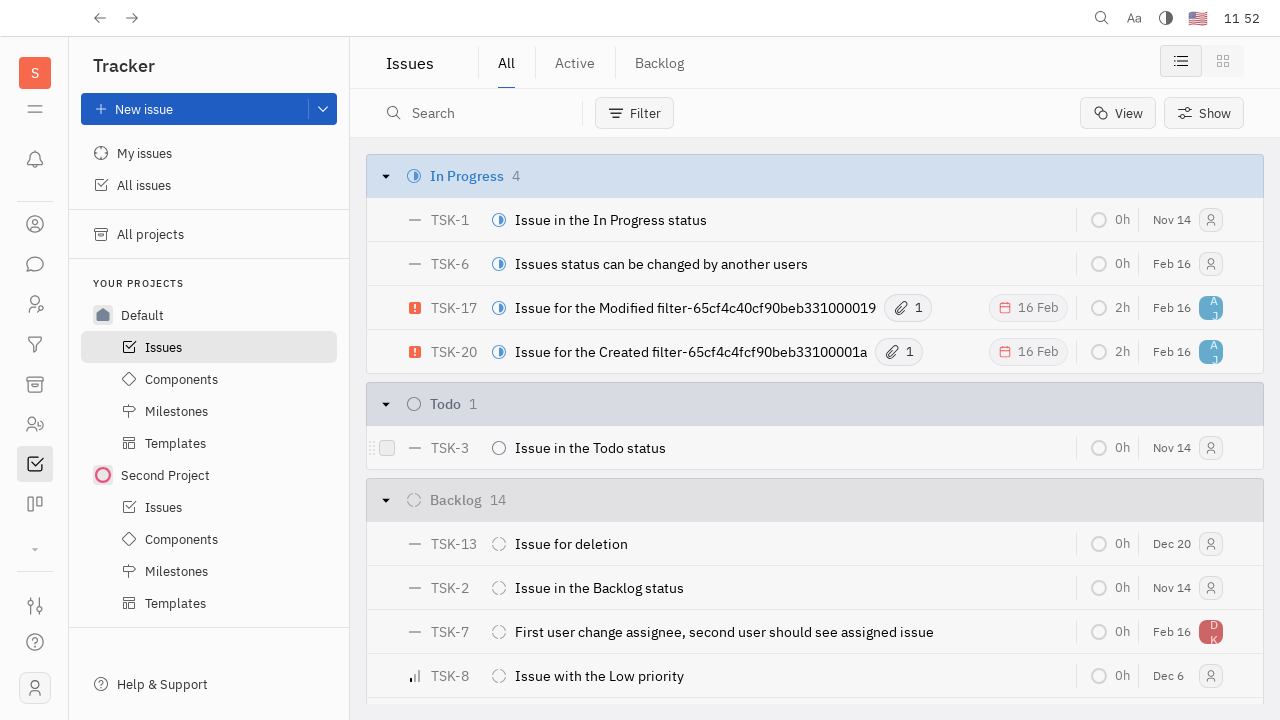 Aa
11 52
S
Tracker
New issue
My issues
All issues
All projects
YOUR PROJECTS
Default
Issues
Components
Milestones
Templates
Second Project
Issues
Components
Milestones
Templates
Help & Support
Issues All Active Backlog
Search Filter View Show
In Progress 4
TSK-1 Issue in the In Progress status 0h Nov 14
TSK-6 Issues status can be changed by another users 0h Feb 16
TSK-17 Issue for the Modified filter-65cf4c40cf90beb331000019 1 16 Feb 2h Feb 16 A J
TSK-20 Issue for the Created filter-65cf4c4fcf90beb33100001a 1 16 Feb 2h Feb 16 A J
Todo 1
TSK-3 Issue in the Todo status 0h Nov 14
Backlog 14
TSK-13 Issue for deletion 0h Dec 20
TSK-2 Issue in the Backlog status 0h Nov 14
TSK-7 First user change assignee, second user should see assigned issue 0h Feb 16 D K
TSK-8 Issue with the Low priority 0h Dec 6